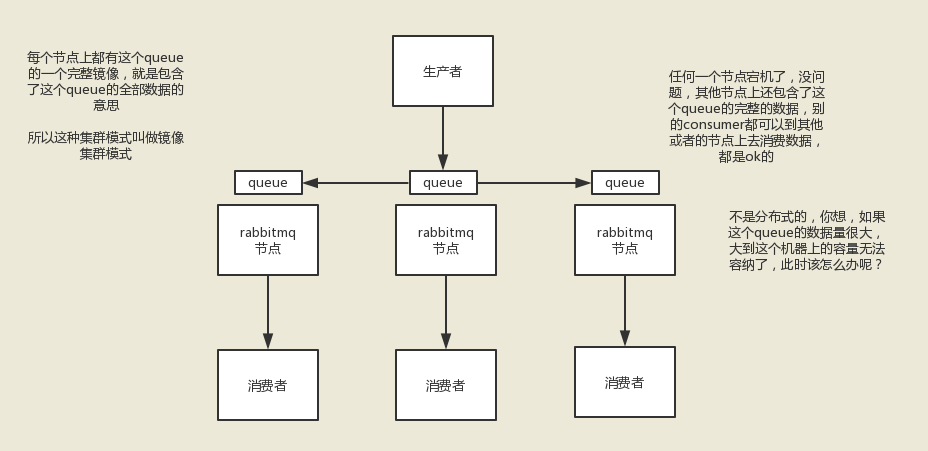 每个节点上都有这个queue
的一个完整镜像，就是包含
了这个queue的全部数据的
意思
所以这种集群模式叫做镜像
集群模式
生产者
任何一个节点宕机了，没问
题，其他节点上还包含了这
个queue的完整的数据，别
的consumer都可以到其他
或者的节点上去消费数据，
都是ok的
queue
queue
queue
rabbitmq
节点
rabbitmq
节点
rabbitmq
节点
不是分布式的，你想，如果
这个queue的数据量很大，
大到这个机器上的容量无法
容纳了，此时该怎么办呢？
消费者
消费者
消费者